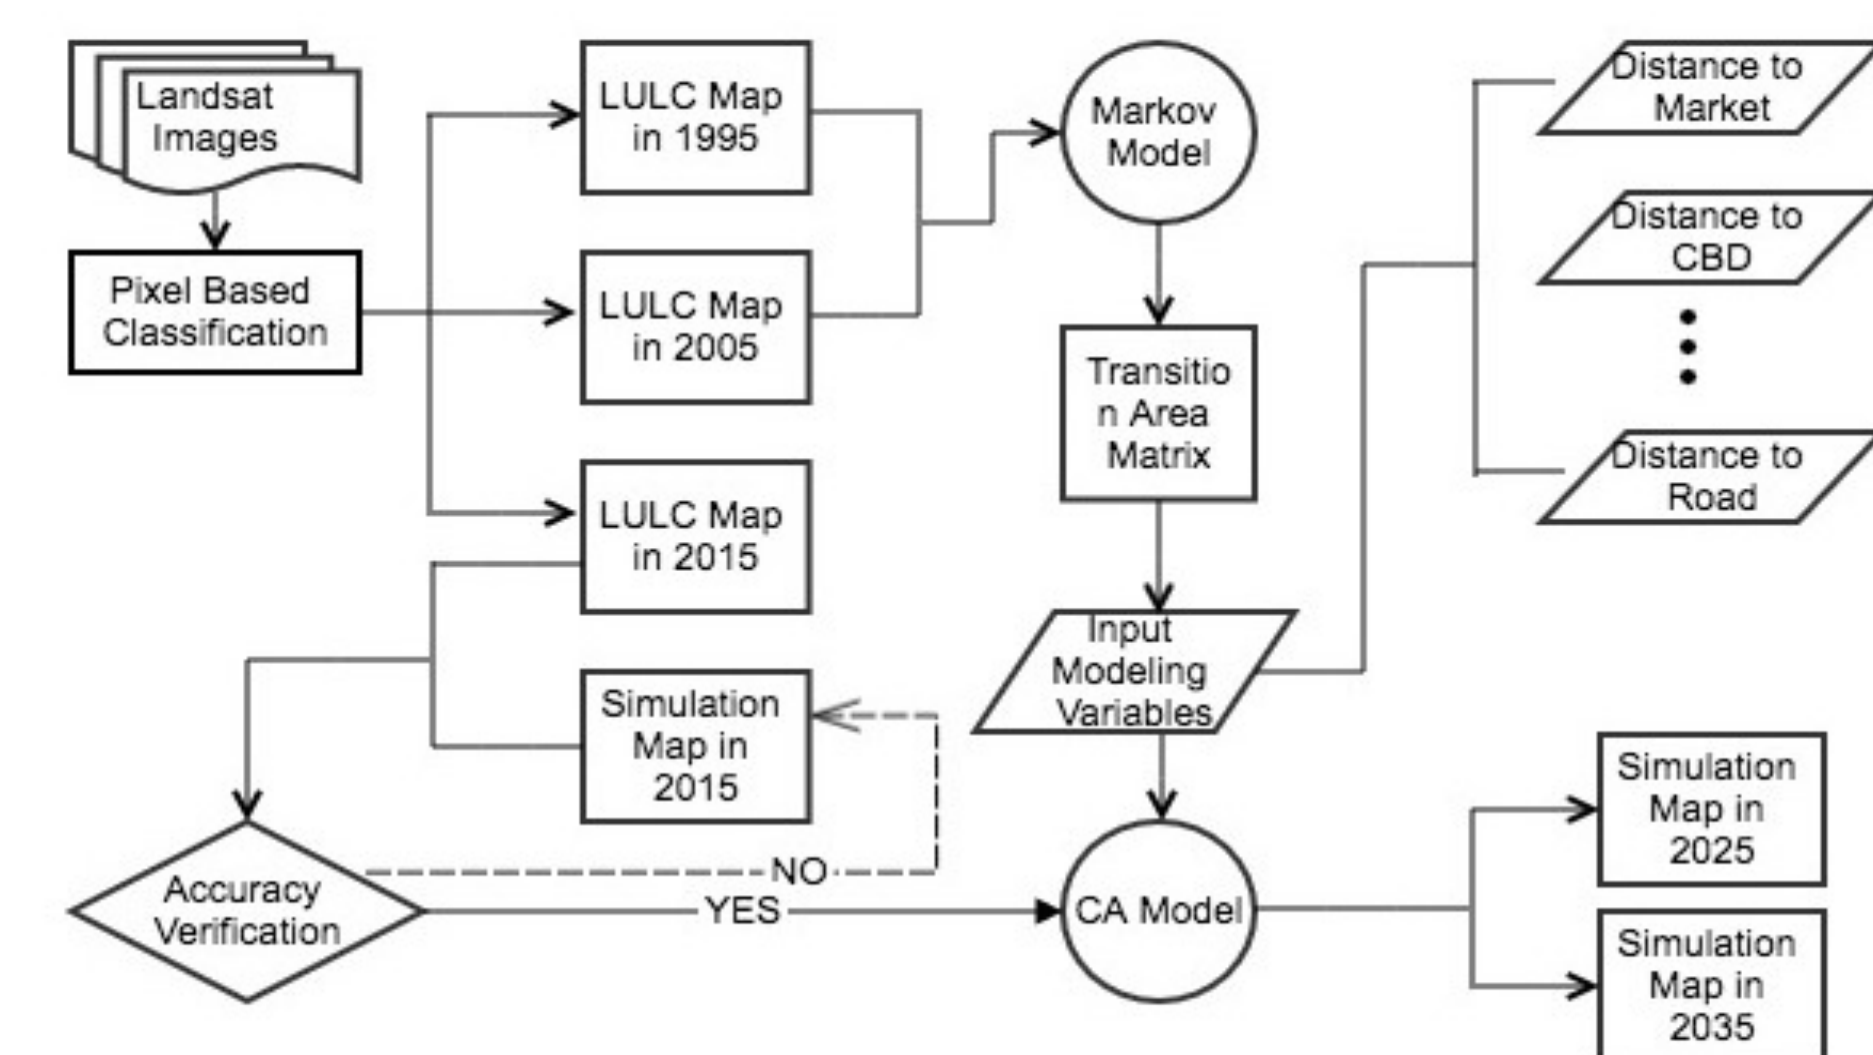 Landsat
Images
Pixel Based
Classification
LULC Map
in 1995
LULC Map
in 2005
LULC Map
in 2015
Simulation
Map in
2015
Accuracy
Verification
NO
YES
Markov
Model
Transitio
n Area
Matrix
Input
Modeling
Variables
CA Model
Distance to
Market
Distance to
CBD
Distance to
Road
Simulation
Map in
2025
Simulation
Map in
2035